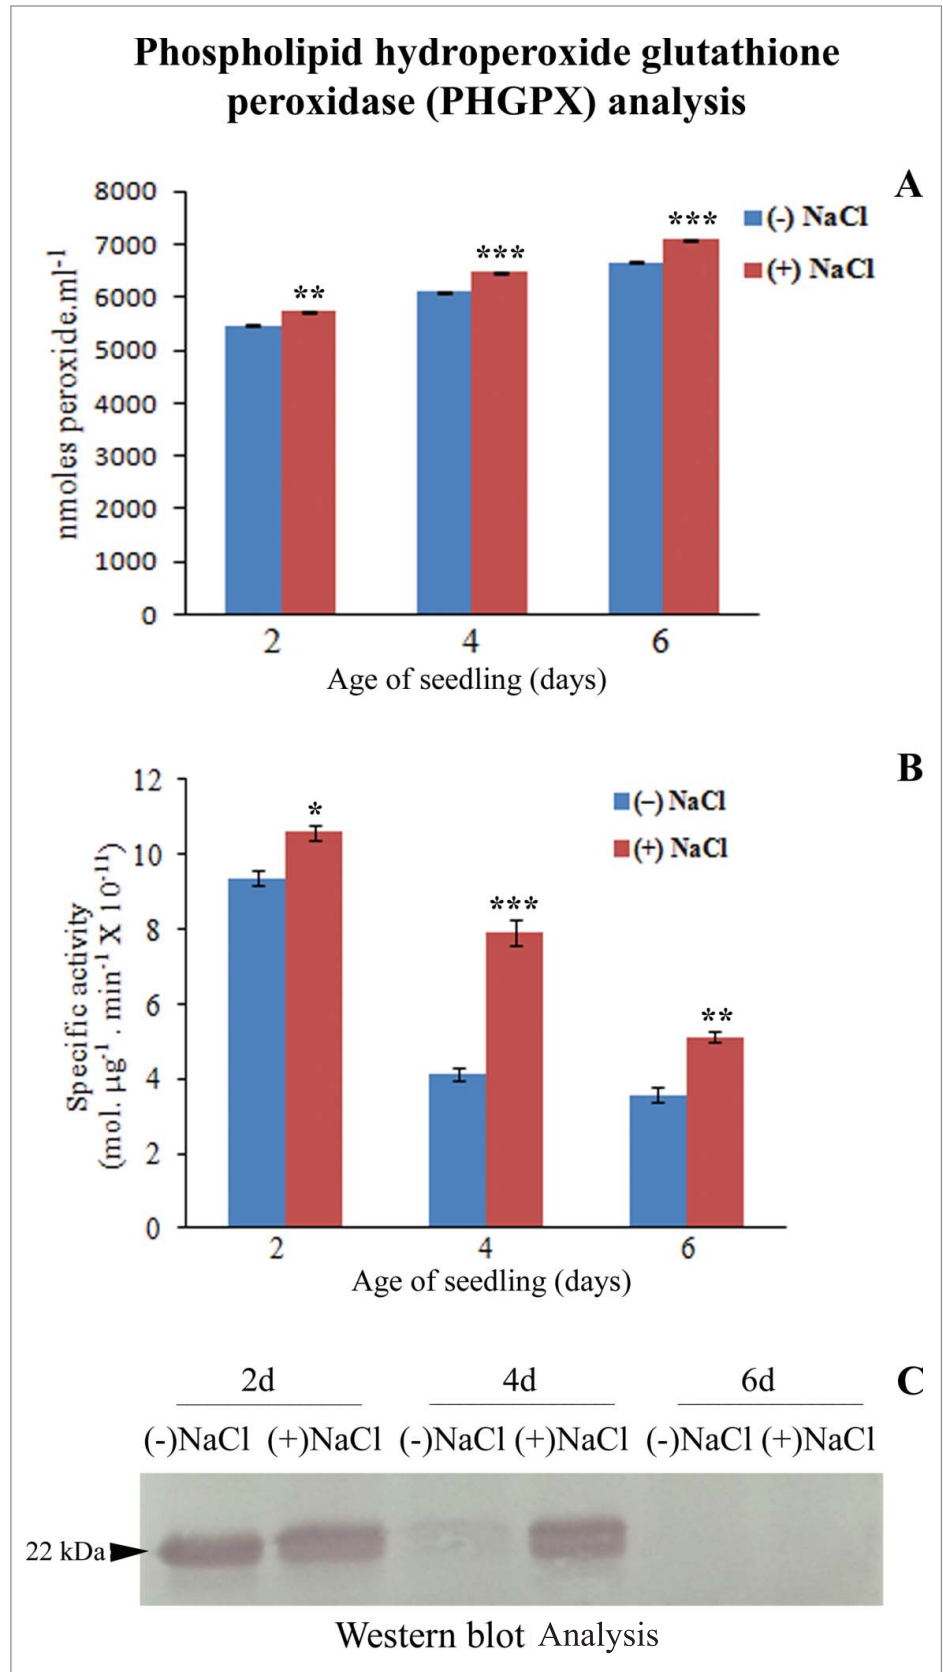 Phospholipid hydroperoxide glutathione
peroxidase (PHGPX) analysis
A
nmoles peroxide.ml⁻¹
8000
7000
6000
5000
4000
3000
2000
1000
0
**
***
***
(-) NaCl
(+) NaCl
2 4 6
Age of seedling (days)
B
Specific activity
(mol. µg⁻¹ . min⁻¹ X 10⁻¹¹)
12
10
8
6
4
2
0
*
***
**
(–) NaCl
(+) NaCl
2 4 6
Age of seedling (days)
C
2d 4d 6d
(-)NaCl (+)NaCl (-)NaCl (+)NaCl (-)NaCl (+)NaCl
22 kDa
Western blot Analysis